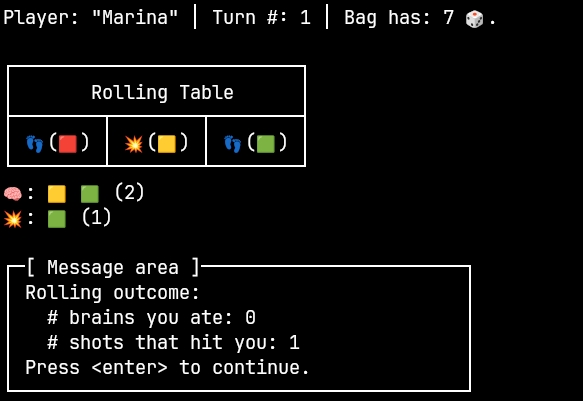 Player: "Marina" │ Turn #: 1 │ Bag has: 7 🎲.
Rolling Table
👣(🟥) │ 💥(🟨) │ 👣(🟩)
🧠: 🟨 🟩 (2)
💥: 🟩 (1)
[ Message area ]
Rolling outcome:
# brains you ate: 0
# shots that hit you: 1
Press <enter> to continue.